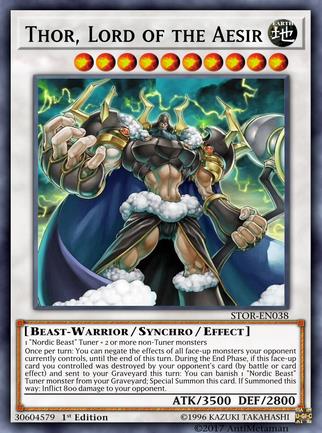 THOR, LORD OF THE AESIR
EARTH
地
STOR-EN038
[BEAST-WARRIOR/SYNCHRO/EFFECT]
1 "Nordic Beast" Tuner + 2 or more non-Tuner monsters
Once per turn: You can negate the effects of all face-up monsters your opponent
currently controls, until the end of this turn. During the End Phase, if this face-up
card you controlled was destroyed by your opponent's card (by battle or card
effect) and sent to your Graveyard this turn: You can banish 1 "Nordic Beast"
Tuner monster from your Graveyard; Special Summon this card. If Summoned this
way: Inflict 800 damage to your opponent.
ATK/3500 DEF/2800
30604579 1st Edition ©1996 KAZUKI TAKAHASHI
©2017 AntiMetaman